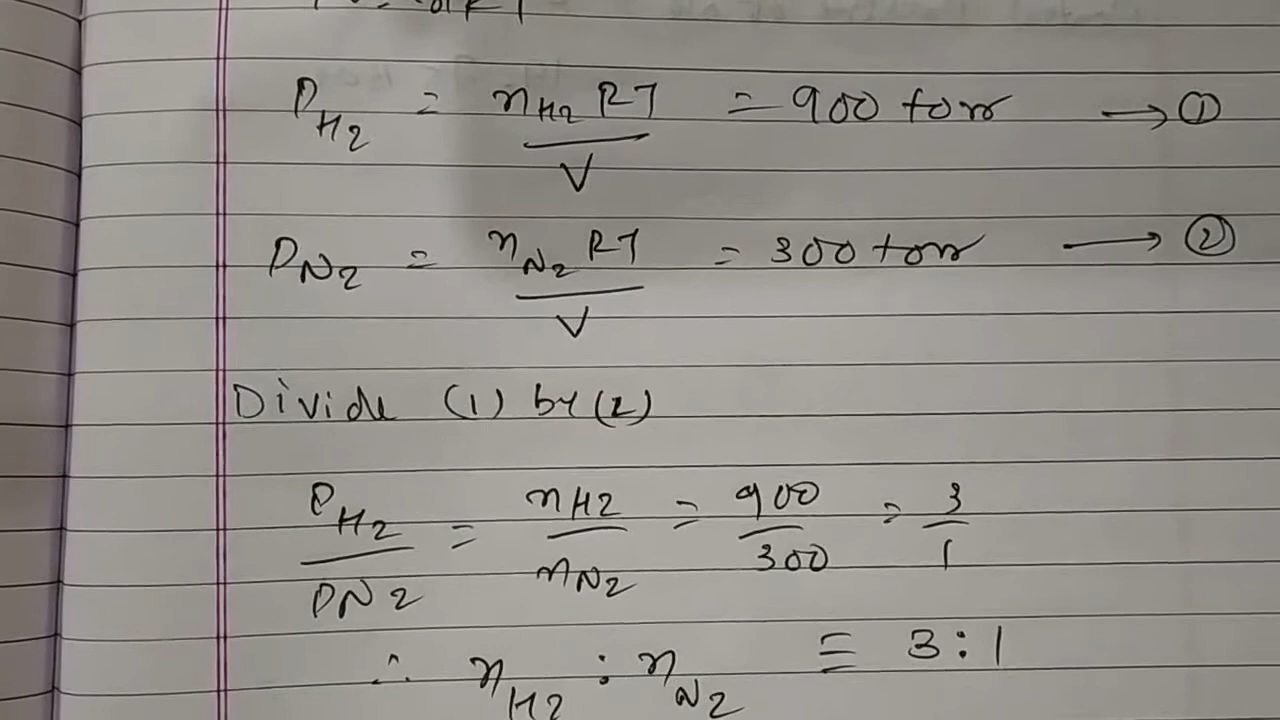 P_H2 = n_H2 RT / V = 900 torr → ①
P_N2 = n_N2 RT / V = 300 torr → ②
Divide (1) by (2)
P_H2 / P_N2 = n_H2 / n_N2 = 900 / 300 = 3 / 1
∴ n_H2 : n_N2 = 3 : 1